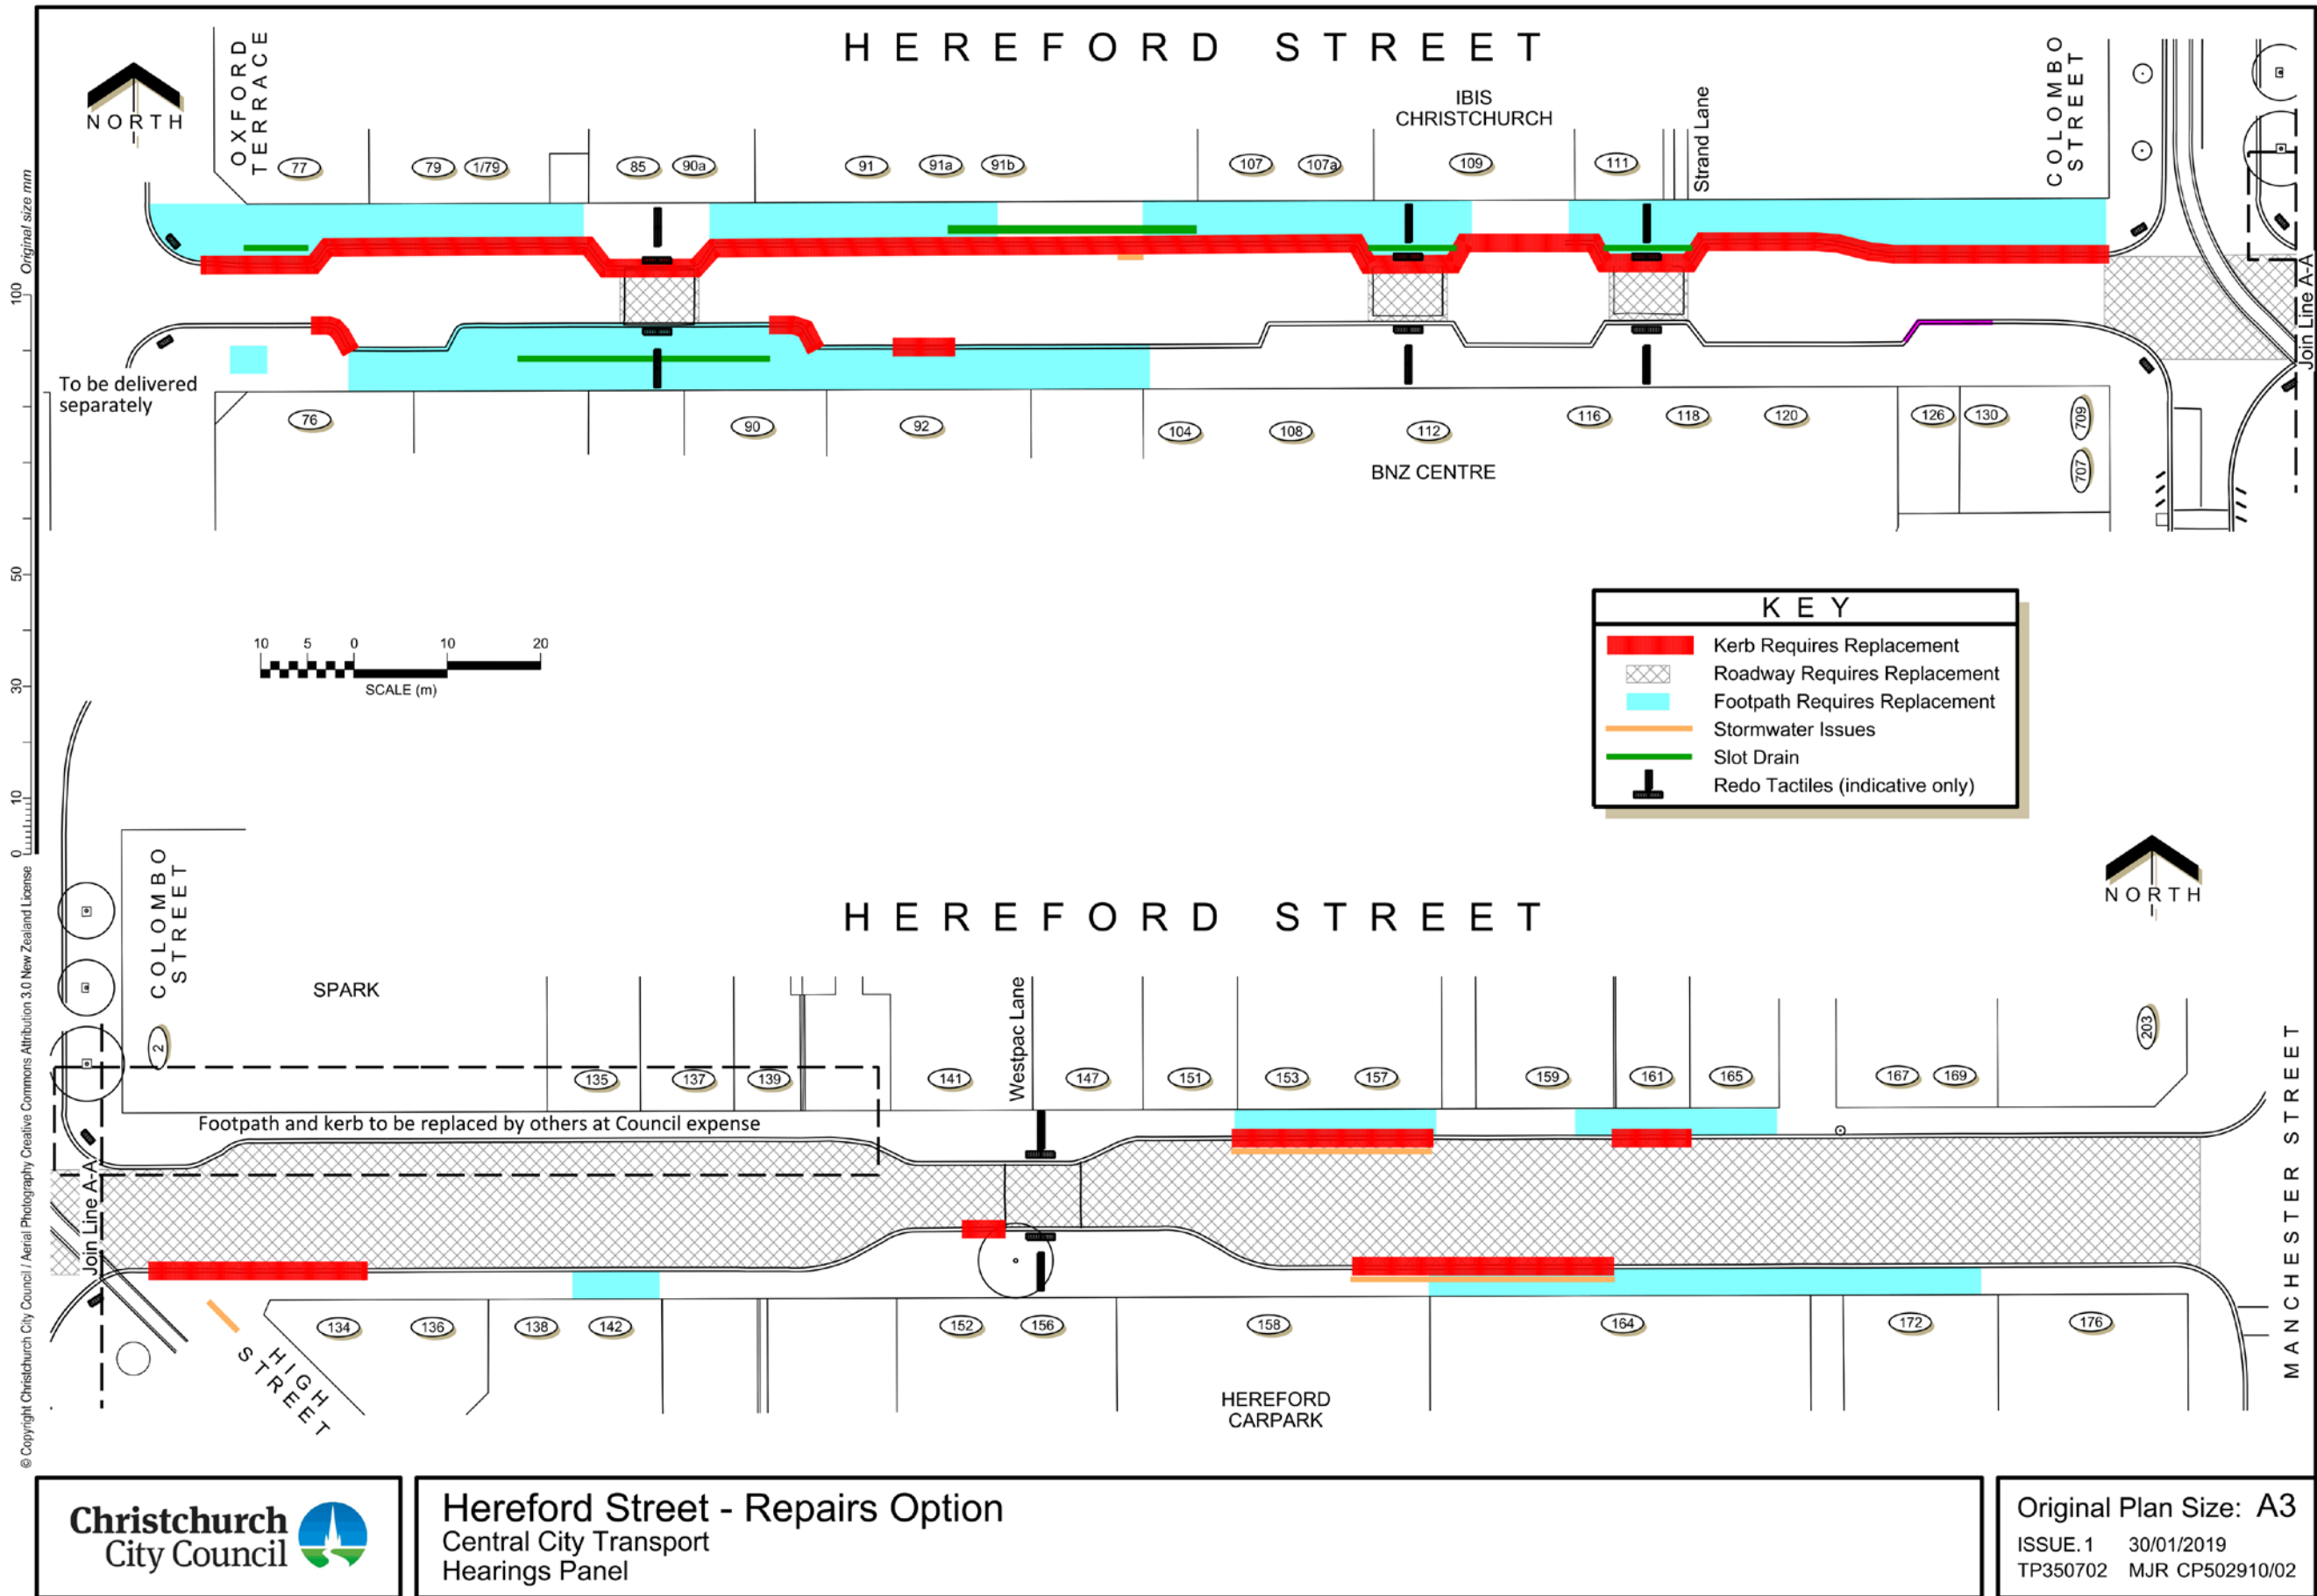 HEREFORD STREET
NORTH
OXFORD
TERRACE
IBIS
CHRISTCHURCH
Strand Lane
COLOMBO
STREET
77
79
1/79
85
90a
91
91a
91b
107
107a
109
111
Join Line A-A
To be delivered
separately
76
90
92
104
108
112
116
118
120
126
130
709
707
BNZ CENTRE
100
50
30
10
0
Original size mm
10 5 0 10 20
SCALE (m)
KEY
Kerb Requires Replacement
Roadway Requires Replacement
Footpath Requires Replacement
Stormwater Issues
Slot Drain
Redo Tactiles (indicative only)
HEREFORD STREET
NORTH
COLOMBO
STREET
SPARK
2
135
137
139
141
Westpac Lane
147
151
153
157
159
161
165
167
169
203
Footpath and kerb to be replaced by others at Council expense
Join Line A-A
134
136
138
142
152
156
158
164
172
176
HIGH
STREET
HEREFORD
CARPARK
MANCHESTER STREET
© Copyright Christchurch City Council / Aerial Photography Creative Commons Attribution 3.0 New Zealand License
Christchurch
City Council
Hereford Street - Repairs Option
Central City Transport
Hearings Panel
Original Plan Size: A3
ISSUE.1 30/01/2019
TP350702 MJR CP502910/02